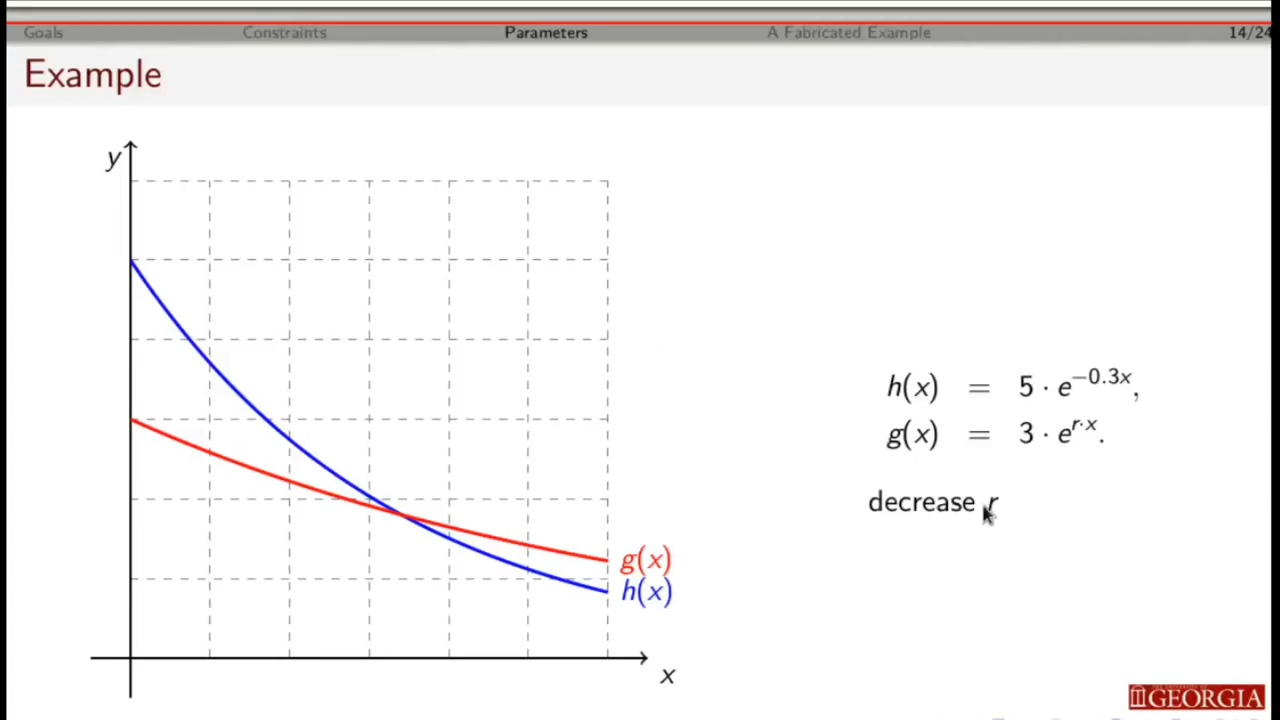 Goals Constraints Parameters A Fabricated Example 14/24
Example
y
h(x) = 5 · e^{−0.3x},
g(x) = 3 · e^{r·x}.
decrease r
g(x)
h(x)
x
GEORGIA